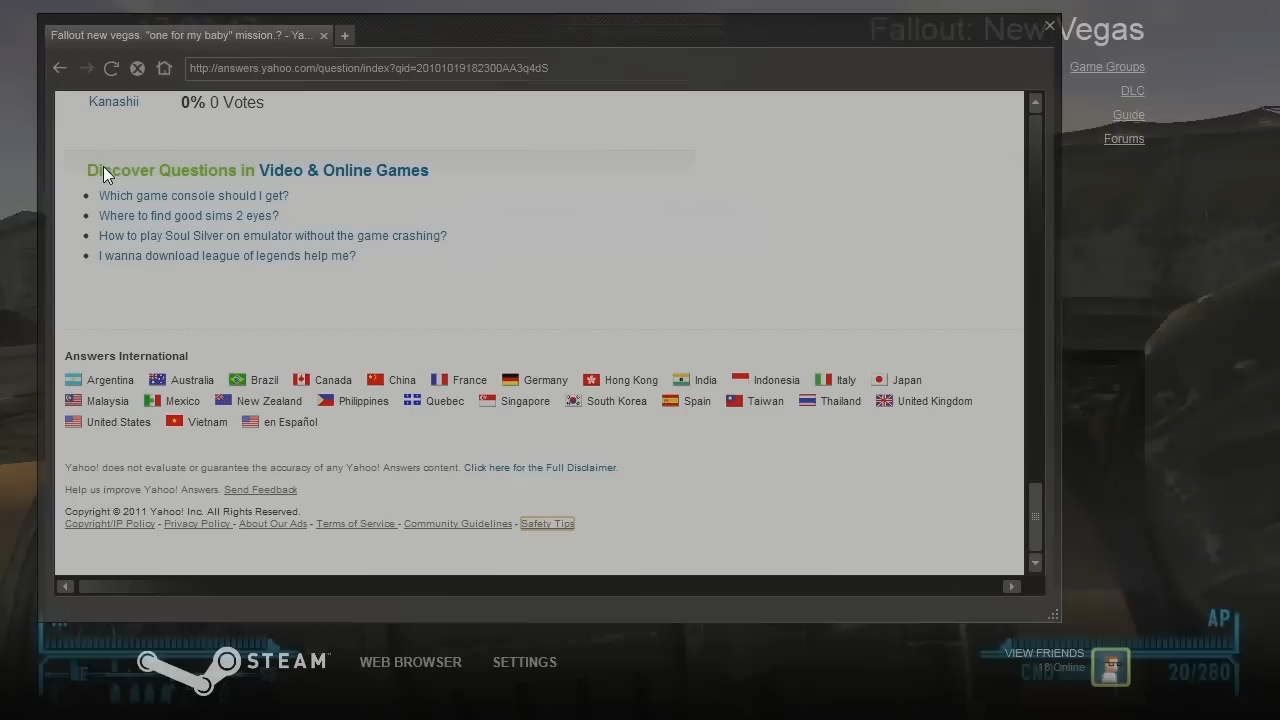 Fallout: New Vegas
Fallout new vegas. "one for my baby" mission.? - Ya...
Game Groups
http://answers.yahoo.com/question/index?qid=20101019182300AA3q4dS
DLC
Kanashii 0% 0 Votes
Guide
Forums
Discover Questions in Video & Online Games
Which game console should I get?
Where to find good sims 2 eyes?
How to play Soul Silver on emulator without the game crashing?
I wanna download league of legends help me?
Answers International
Argentina Australia Brazil Canada China France Germany Hong Kong India Indonesia Italy Japan
Malaysia Mexico New Zealand Philippines Quebec Singapore South Korea Spain Taiwan Thailand United Kingdom
United States Vietnam en Español
Yahoo! does not evaluate or guarantee the accuracy of any Yahoo! Answers content. Click here for the Full Disclaimer.
Help us improve Yahoo! Answers. Send Feedback
Copyright © 2011 Yahoo! Inc. All Rights Reserved.
Copyright/IP Policy - Privacy Policy - About Our Ads - Terms of Service - Community Guidelines - Safety Tips
AP
STEAM™ WEB BROWSER SETTINGS
VIEW FRIENDS
18 Online
CND 20/280